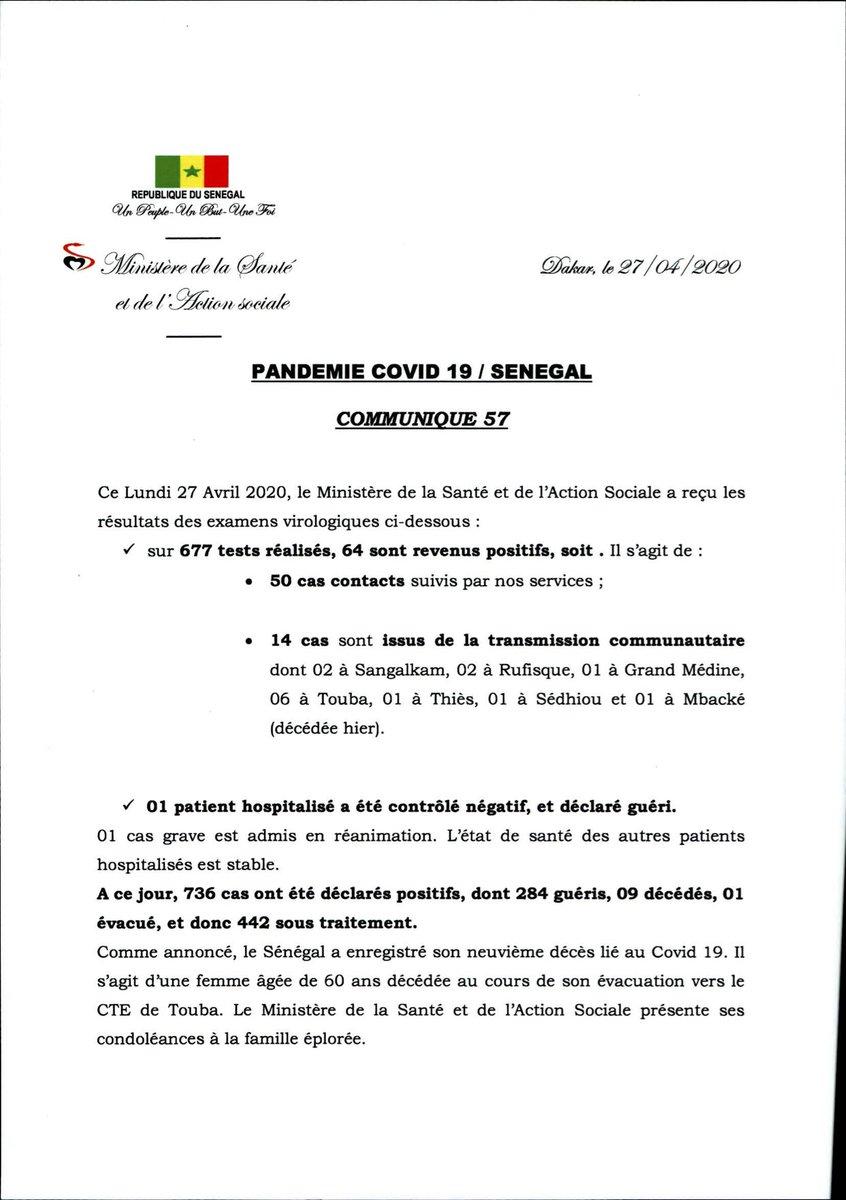 REPUBLIQUE DU SENEGAL
Un Peuple-Un But-Une Foi
Ministère de la Santé
et de l'Action sociale
Dakar, le 27/04/2020
PANDEMIE COVID 19 / SENEGAL
COMMUNIQUE 57
Ce Lundi 27 Avril 2020, le Ministère de la Santé et de l'Action Sociale a reçu les
résultats des examens virologiques ci-dessous :
✓ sur 677 tests réalisés, 64 sont revenus positifs, soit . Il s'agit de :
• 50 cas contacts suivis par nos services ;
• 14 cas sont issus de la transmission communautaire
dont 02 à Sangalkam, 02 à Rufisque, 01 à Grand Médine,
06 à Touba, 01 à Thiès, 01 à Sédhiou et 01 à Mbacké
(décédée hier).
✓ 01 patient hospitalisé a été contrôlé négatif, et déclaré guéri.
01 cas grave est admis en réanimation. L'état de santé des autres patients
hospitalisés est stable.
A ce jour, 736 cas ont été déclarés positifs, dont 284 guéris, 09 décédés, 01
évacué, et donc 442 sous traitement.
Comme annoncé, le Sénégal a enregistré son neuvième décès lié au Covid 19. Il
s'agit d'une femme âgée de 60 ans décédée au cours de son évacuation vers le
CTE de Touba. Le Ministère de la Santé et de l'Action Sociale présente ses
condoléances à la famille éplorée.